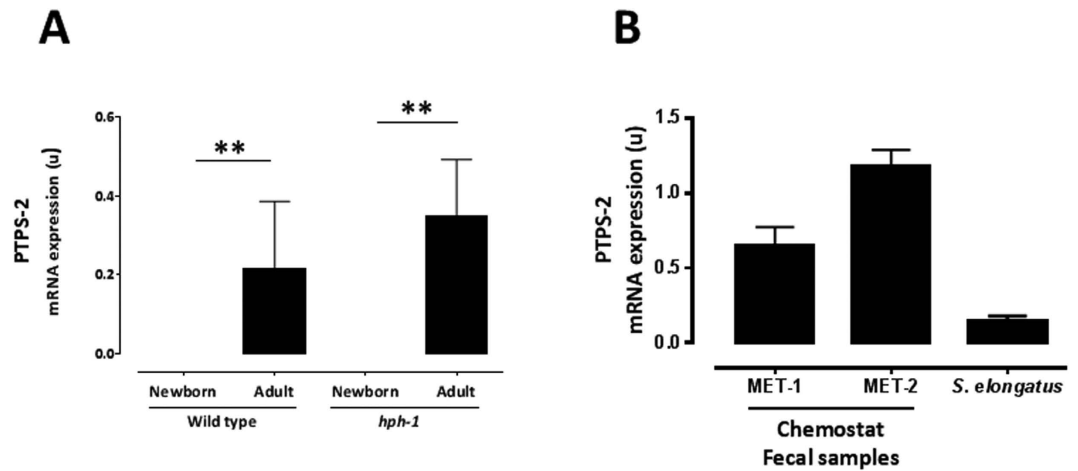 A
PTPS-2
mRNA expression (u)
0.6
0.4
0.2
0.0
**
**
Newborn
Adult
Newborn
Adult
Wild type
hph-1
B
PTPS-2
mRNA expression (u)
1.5
1.0
0.5
0.0
MET-1
MET-2
S. elongatus
Chemostat
Fecal samples